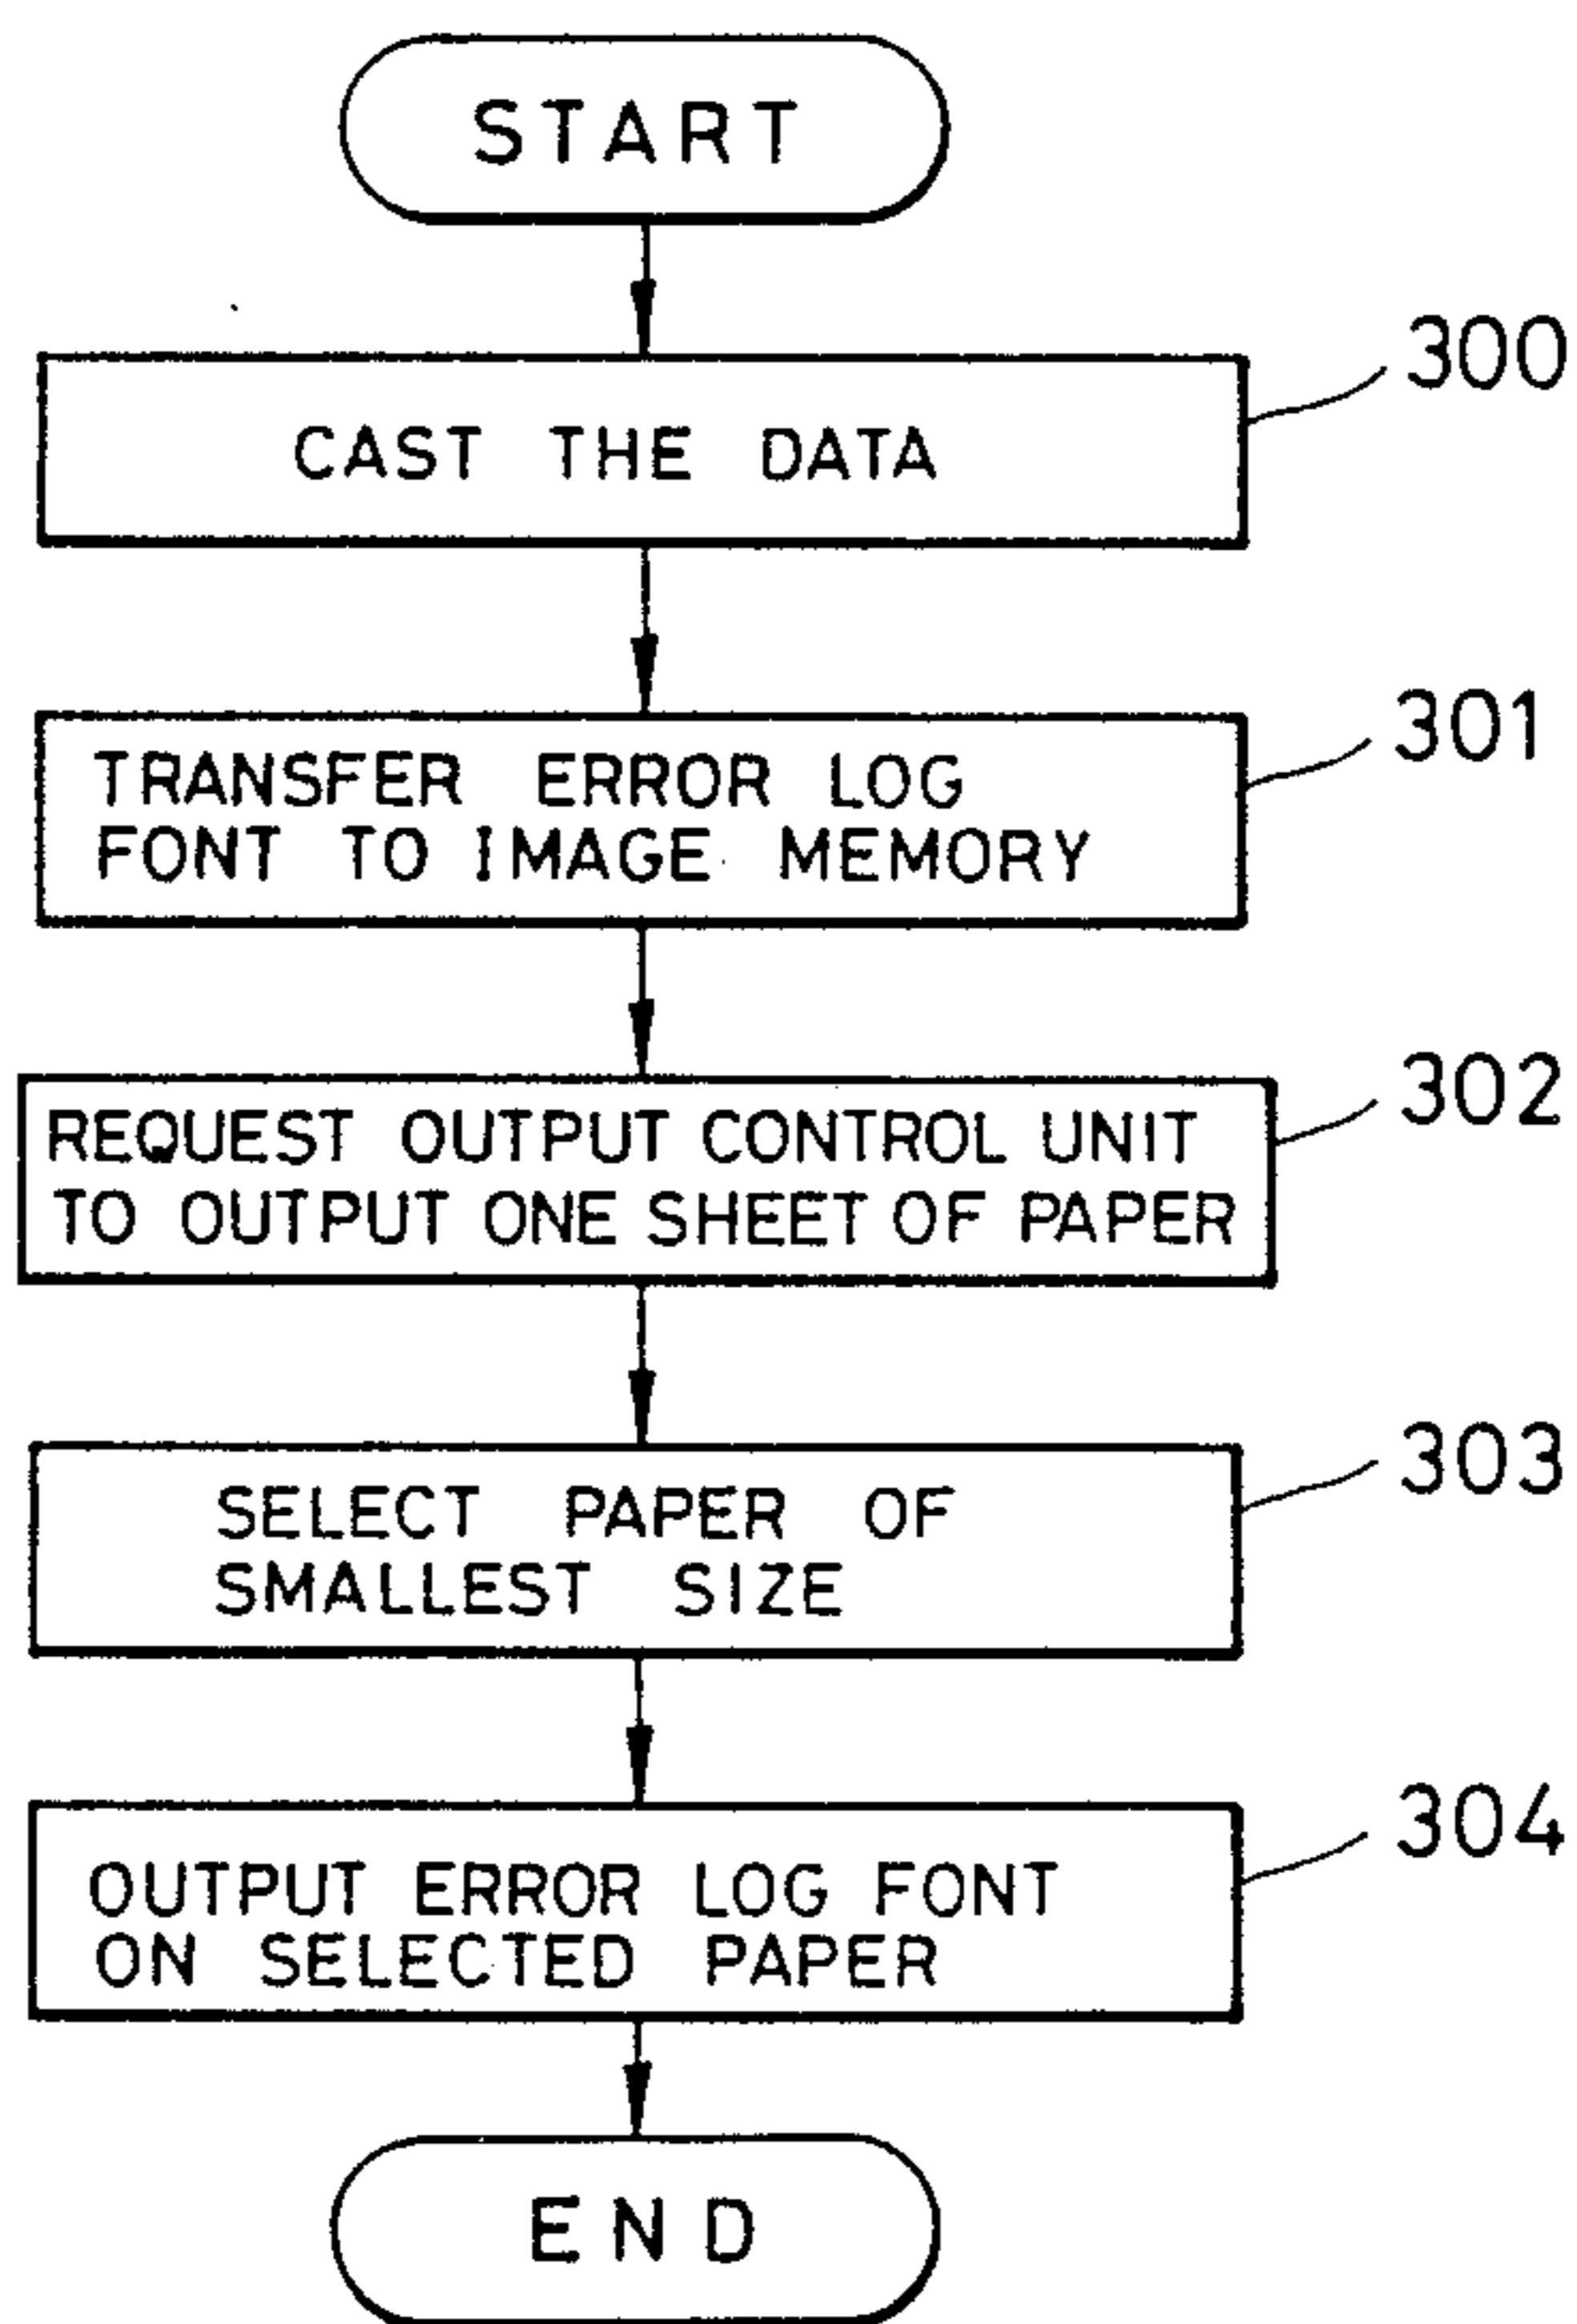 START
300
CAST THE DATA
301
TRANSFER ERROR LOG
FONT TO IMAGE MEMORY
302
REQUEST OUTPUT CONTROL UNIT
TO OUTPUT ONE SHEET OF PAPER
303
SELECT PAPER OF
SMALLEST SIZE
304
OUTPUT ERROR LOG FONT
ON SELECTED PAPER
END